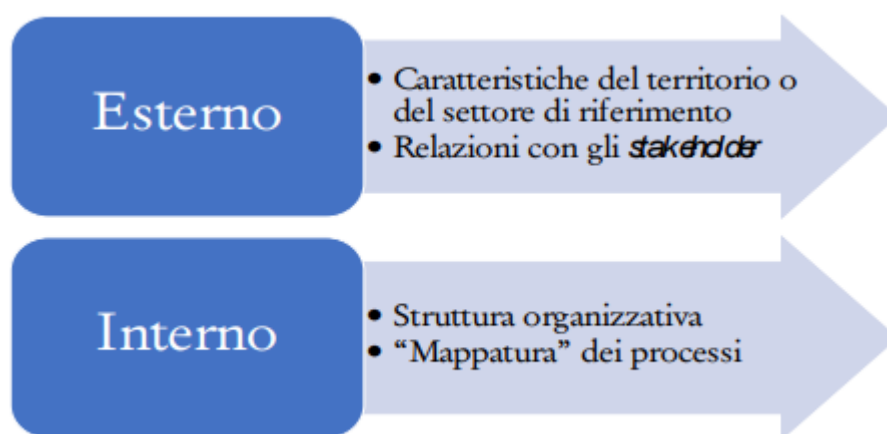 Esterno
• Caratteristiche del territorio o
del settore di riferimento
• Relazioni con gli stakeholder
Interno
• Struttura organizzativa
• “Mappatura” dei processi